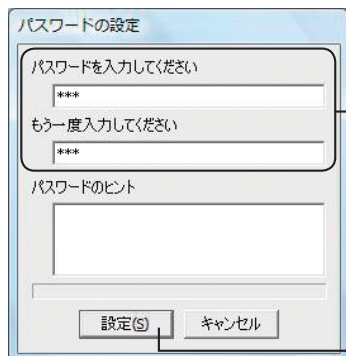 パスワードの設定
パスワードを入力してください
***
もう一度入力してください
***
パスワードのヒント
設定(S)
キャンセル